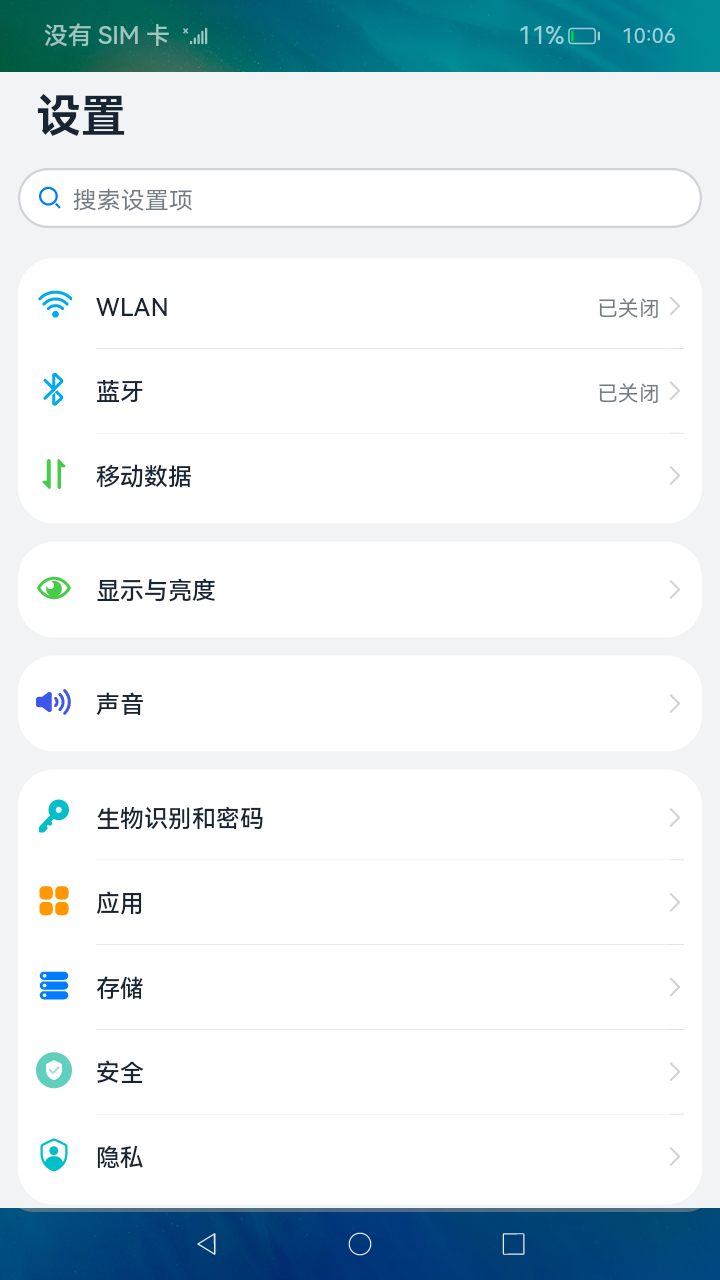 没有 SIM 卡 11% 10:06
设置
搜索设置项
WLAN 已关闭
蓝牙 已关闭
移动数据
显示与亮度
声音
生物识别和密码
应用
存储
安全
隐私